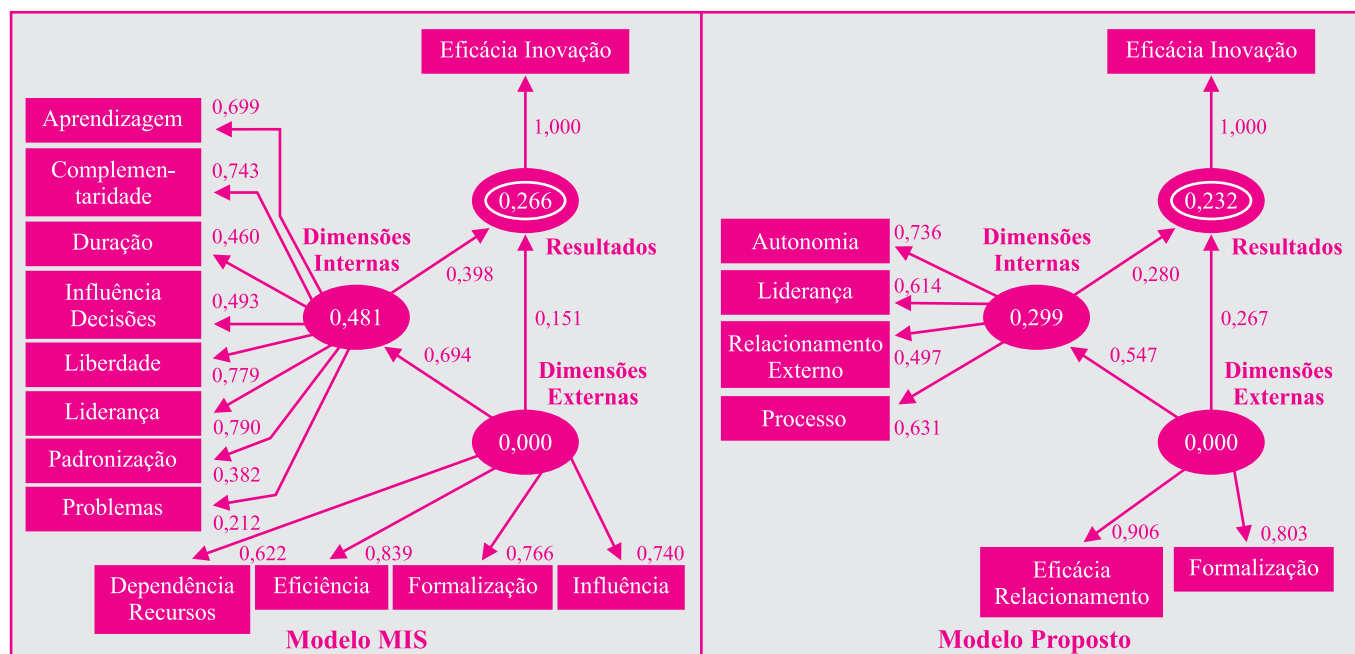 Eficácia Inovação
1,000
Aprendizagem
0,699
Complemen-
taridade
0,743
Duração
0,460
Influência
Decisões
0,493
Liberdade
0,779
Liderança
0,790
Padronização
0,382
Problemas
0,212
Dimensões
Internas
0,481
0,398
0,266
Resultados
0,151
0,694
Dimensões
Externas
0,000
0,622
0,839
0,766
0,740
Dependência
Recursos
Eficiência
Formalização
Influência
Modelo MIS
Eficácia Inovação
1,000
0,232
Resultados
Autonomia
0,736
Liderança
0,614
Relacionamento
Externo
0,497
Processo
0,631
Dimensões
Internas
0,299
0,280
0,267
0,547
Dimensões
Externas
0,000
0,906
0,803
Eficácia
Relacionamento
Formalização
Modelo Proposto